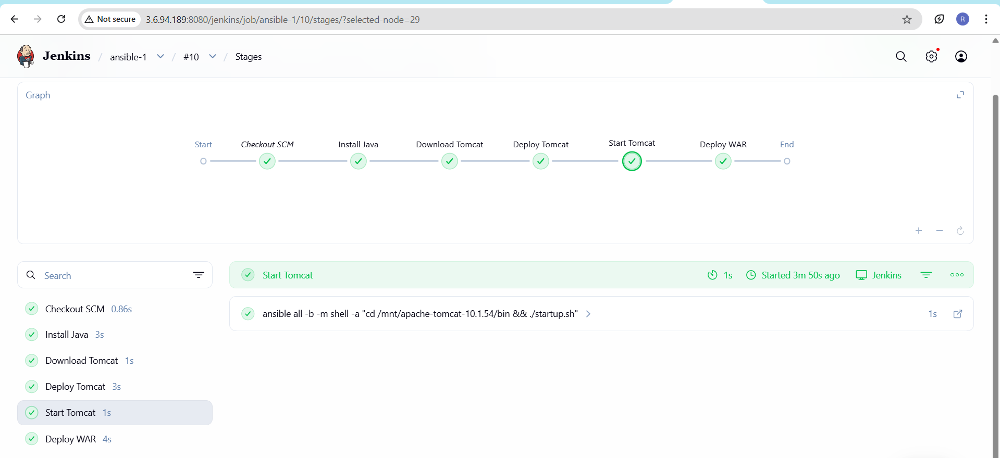 Not secure 3.6.94.189:8080/jenkins/job/ansible-1/10/stages/?selected-node=29
R
Jenkins / ansible-1 / #10 / Stages
Graph
Start Checkout SCM Install Java Download Tomcat Deploy Tomcat Start Tomcat Deploy WAR End
Search
Checkout SCM 0.86s
Install Java 3s
Download Tomcat 1s
Deploy Tomcat 3s
Start Tomcat 1s
Deploy WAR 4s
Start Tomcat 1s Started 3m 50s ago Jenkins
ansible all -b -m shell -a "cd /mnt/apache-tomcat-10.1.54/bin && ./startup.sh" 1s